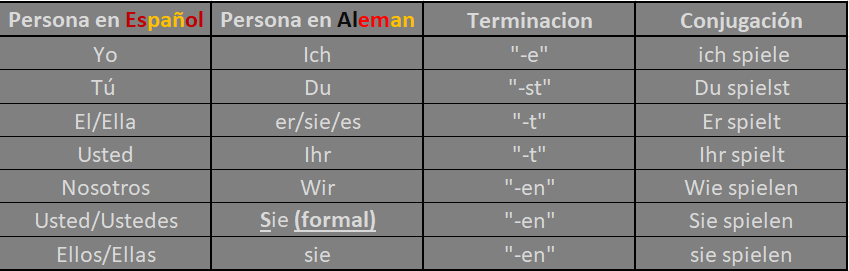 Persona en Español Persona en Aleman Terminacion Conjugación
Yo Ich "-e" ich spiele
Tú Du "-st" Du spielst
El/Ella er/sie/es "-t" Er spielt
Usted Ihr "-t" Ihr spielt
Nosotros Wir "-en" Wie spielen
Usted/Ustedes Sie (formal) "-en" Sie spielen
Ellos/Ellas sie "-en" sie spielen